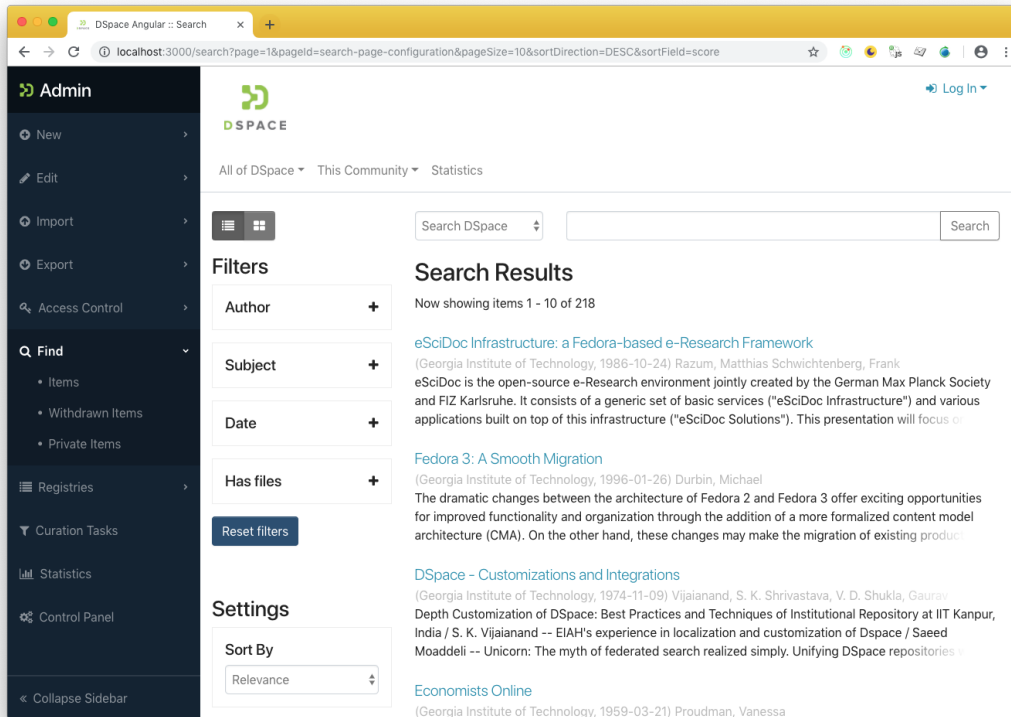 DSpace Angular :: Search
localhost:3000/search?page=1&pageId=search-page-configuration&pageSize=10&sortDirection=DESC&sortField=score
Admin
New
Edit
Import
Export
Access Control
Find
Items
Withdrawn Items
Private Items
Registries
Curation Tasks
Statistics
Control Panel
Collapse Sidebar
DSPACE
Log In
All of DSpace This Community Statistics
Search DSpace Search
Filters
Author
Subject
Date
Has files
Reset filters
Settings
Sort By
Relevance
Search Results
Now showing items 1 - 10 of 218
eSciDoc Infrastructure: a Fedora-based e-Research Framework
(Georgia Institute of Technology, 1986-10-24) Razum, Matthias Schwichtenberg, Frank
eSciDoc is the open-source e-Research environment jointly created by the German Max Planck Society
and FIZ Karlsruhe. It consists of a generic set of basic services ("eSciDoc Infrastructure") and various
applications built on top of this infrastructure ("eSciDoc Solutions"). This presentation will focus
Fedora 3: A Smooth Migration
(Georgia Institute of Technology, 1996-01-26) Durbin, Michael
The dramatic changes between the architecture of Fedora 2 and Fedora 3 offer exciting opportunities
for improved functionality and organization through the addition of a more formalized content model
architecture (CMA). On the other hand, these changes may make the migration of existing
DSpace - Customizations and Integrations
(Georgia Institute of Technology, 1974-11-09) Vijaianand, S. K. Shrivastava, V. D. Shukla, Gaurav
Depth Customization of DSpace: Best Practices and Techniques of Institutional Repository at IIT Kanpur,
India / S. K. Vijaianand -- EIAH's experience in localization and customization of Dspace / Saeed
Moaddeli -- Unicorn: The myth of federated search realized simply. Unifying DSpace repositories
Economists Online
(Georgia Institute of Technology, 1959-03-21) Proudman, Vanessa